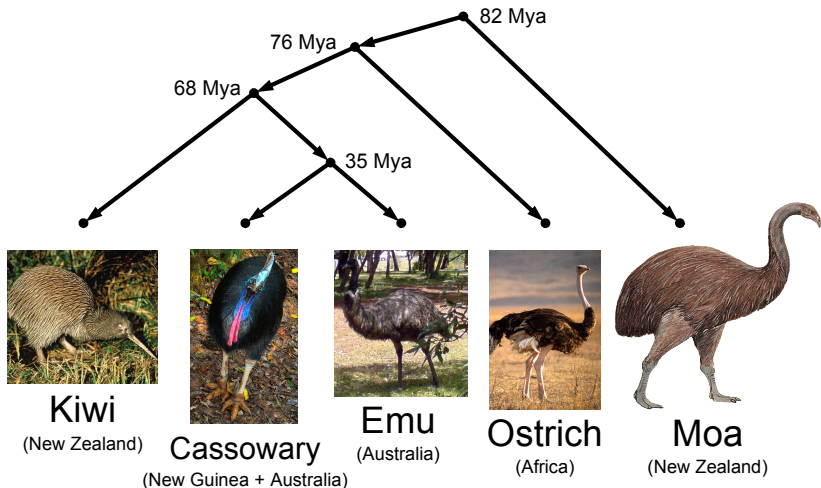 82 Mya
76 Mya
68 Mya
35 Mya
Kiwi
(New Zealand)
Cassowary
(New Guinea + Australia)
Emu
(Australia)
Ostrich
(Africa)
Moa
(New Zealand)